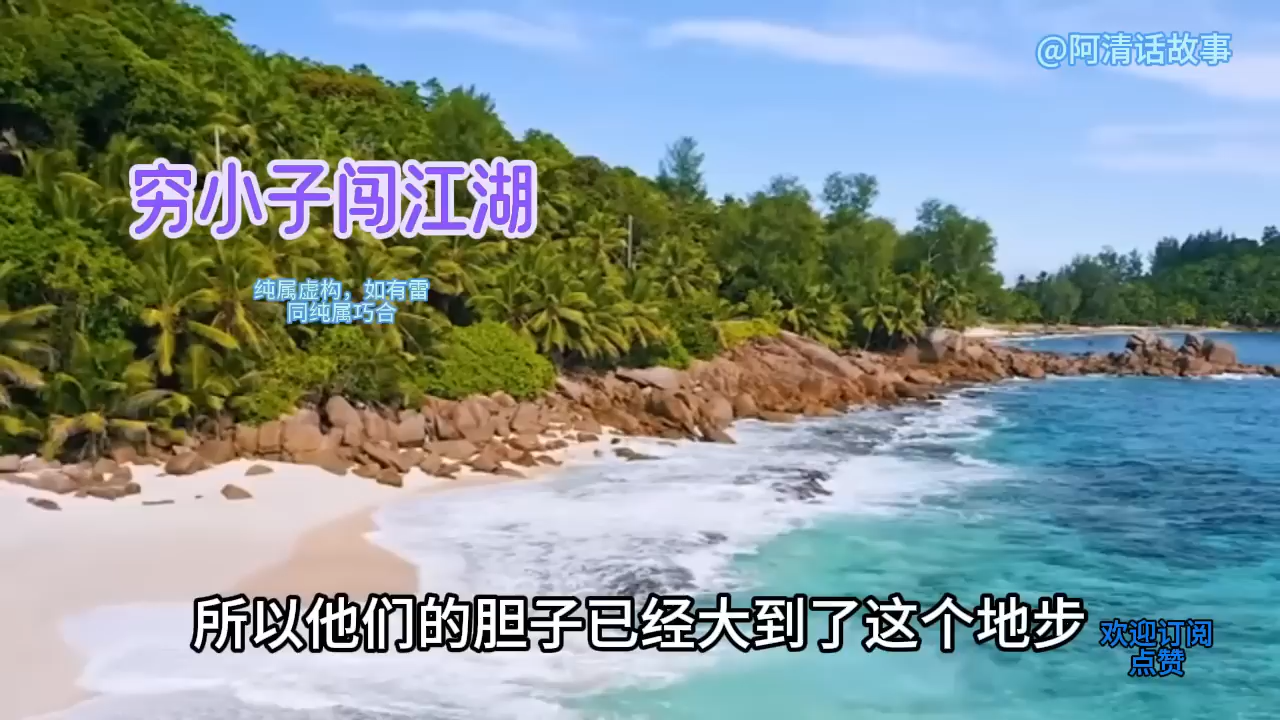 @阿清话故事
穷小子闯江湖
纯属虚构，如有雷
同纯属巧合
所以他们的胆子已经大到了这个地步
欢迎订阅
点赞